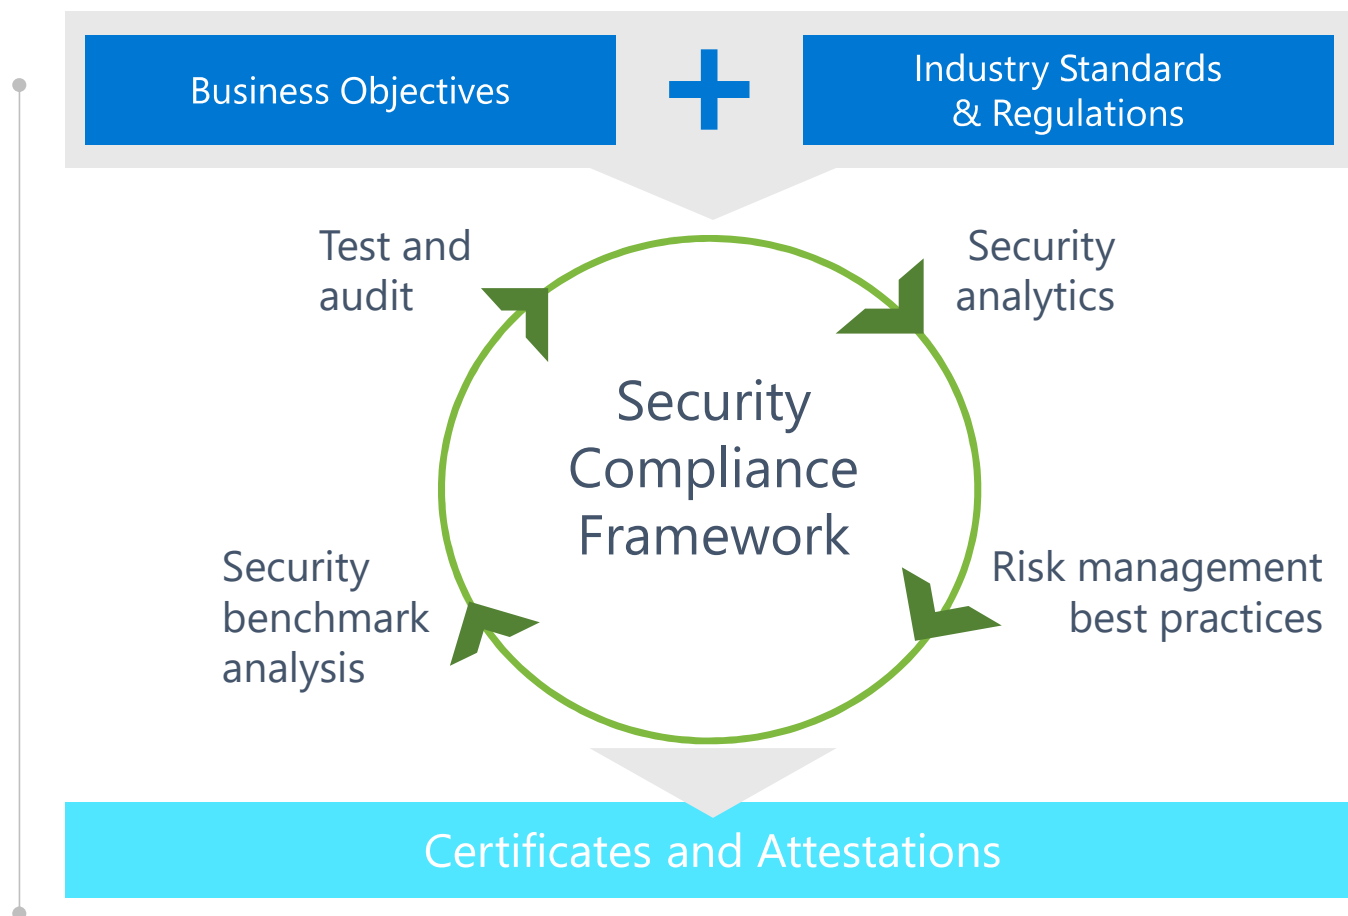 Business Objectives
Industry Standards
& Regulations
Test and
audit
Security
analytics
Security
Compliance
Framework
Security
benchmark
analysis
Risk management
best practices
Certificates and Attestations